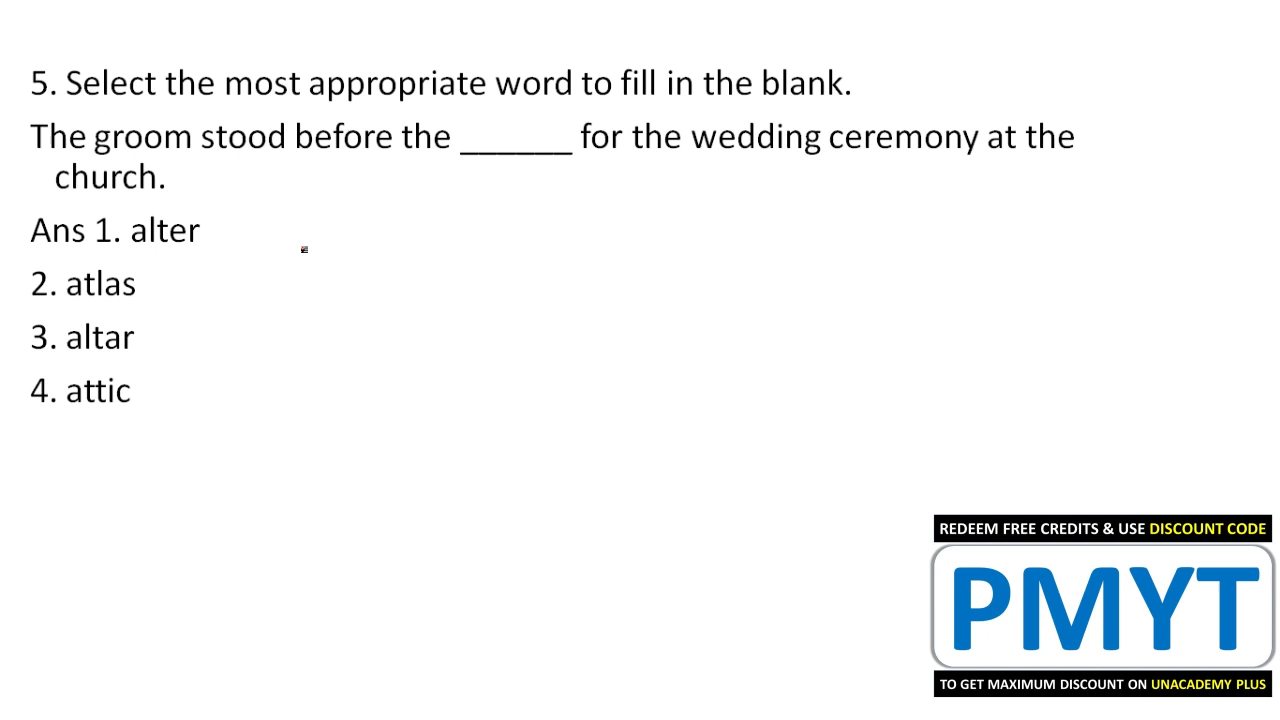 5. Select the most appropriate word to fill in the blank.
The groom stood before the ______ for the wedding ceremony at the
church.
Ans 1. alter
2. atlas
3. altar
4. attic
REDEEM FREE CREDITS & USE DISCOUNT CODE
PMYT
TO GET MAXIMUM DISCOUNT ON UNACADEMY PLUS